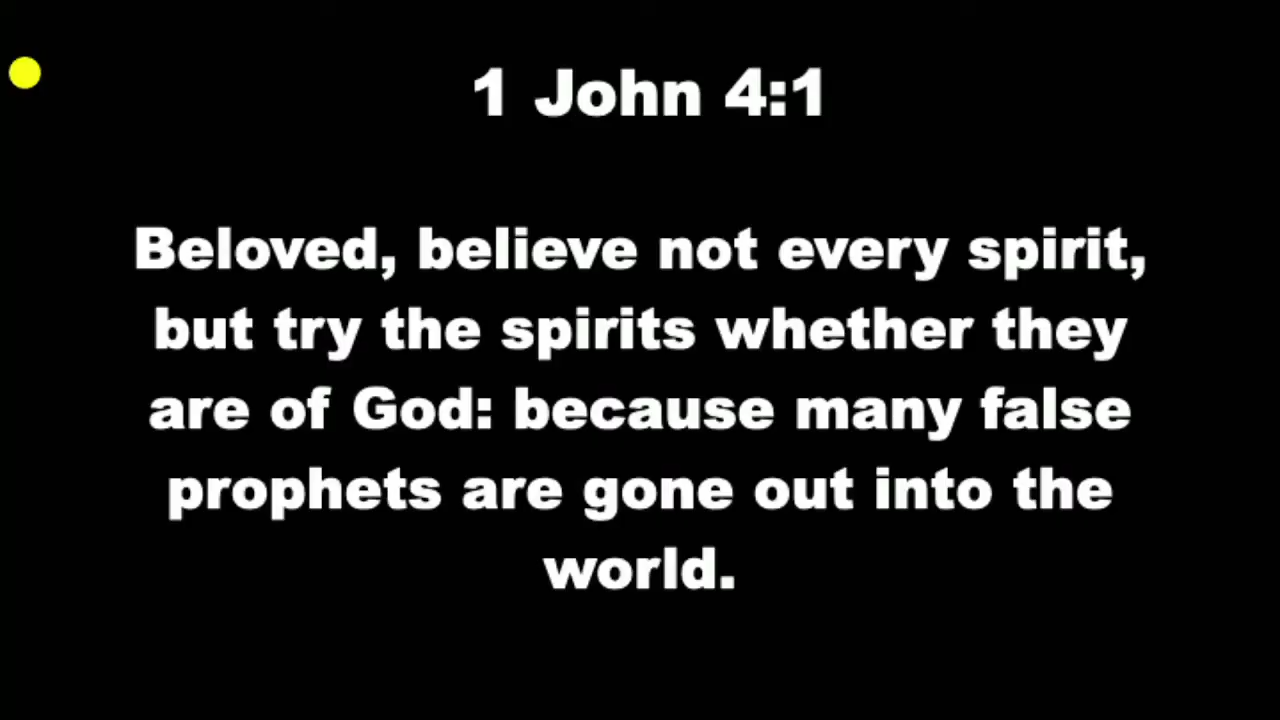 1 John 4:1
Beloved, believe not every spirit,
but try the spirits whether they
are of God: because many false
prophets are gone out into the
world.